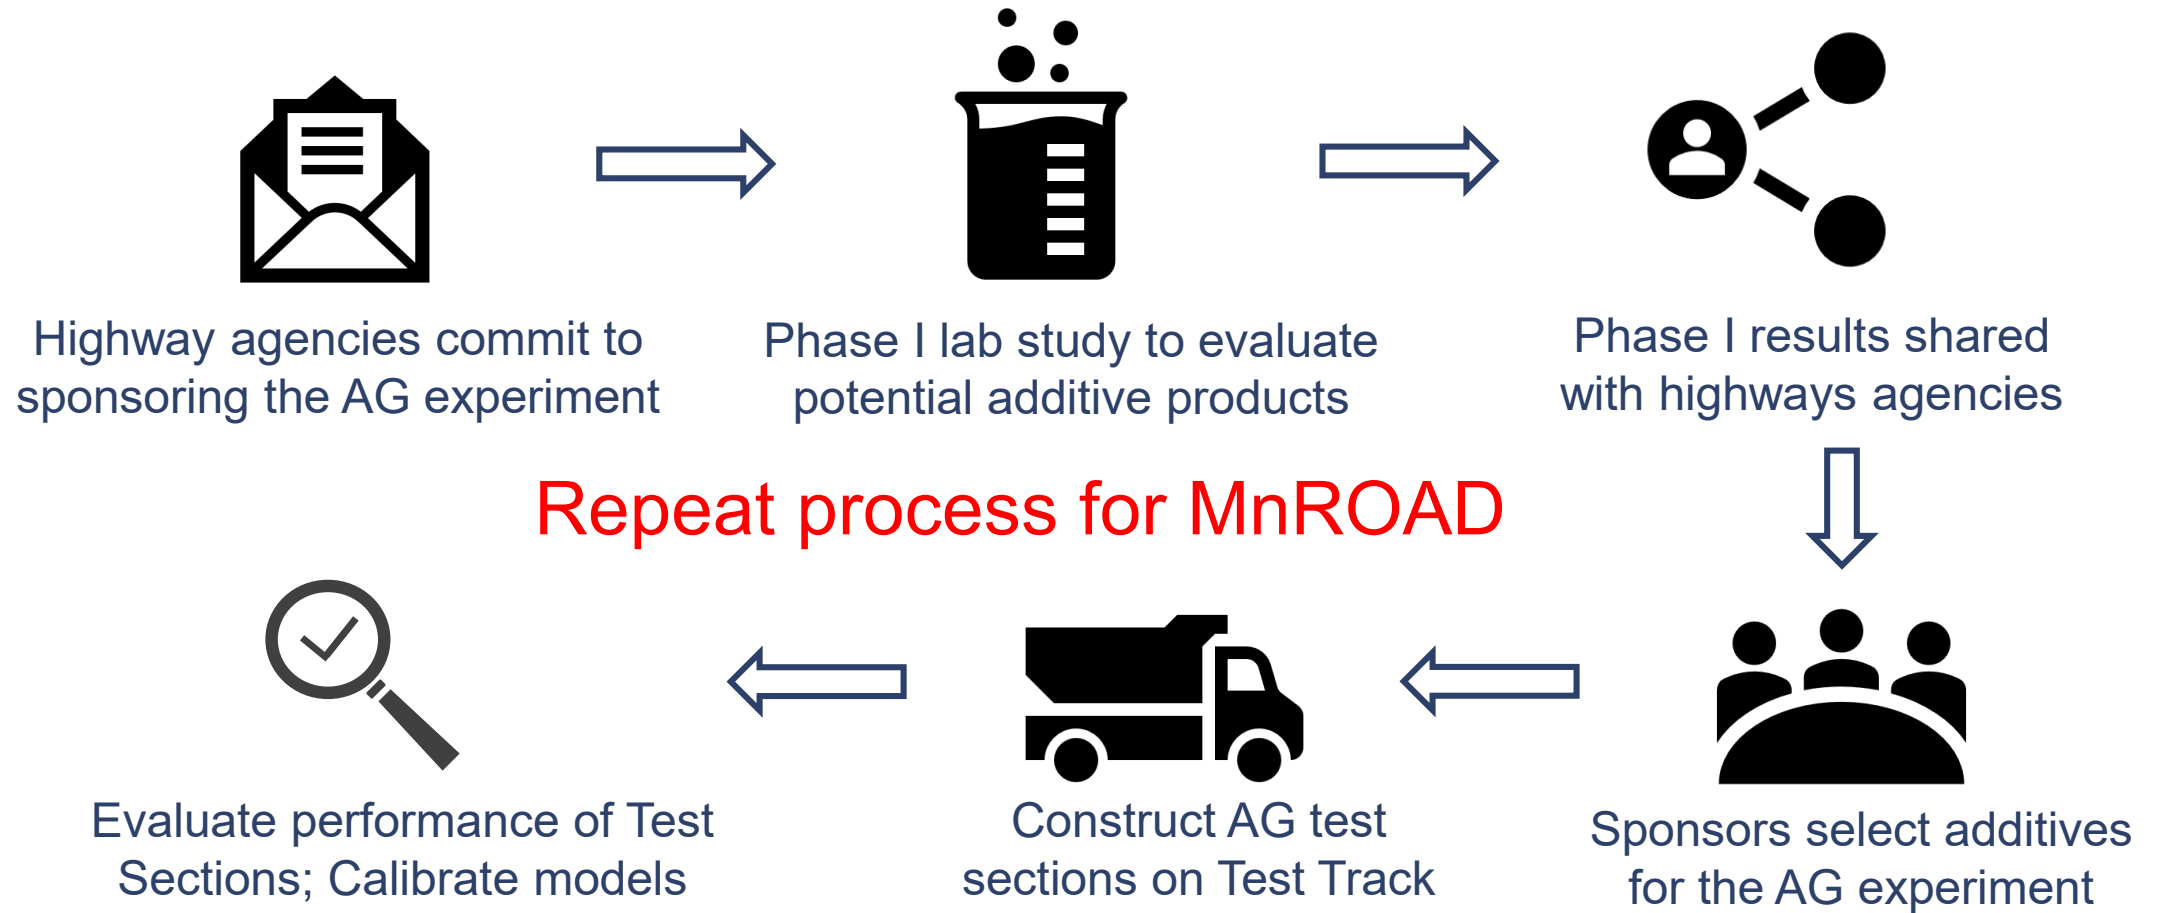 Highway agencies commit to
sponsoring the AG experiment
Phase I lab study to evaluate
potential additive products
Phase I results shared
with highways agencies
Repeat process for MnROAD
Evaluate performance of Test
Sections; Calibrate models
Construct AG test
sections on Test Track
Sponsors select additives
for the AG experiment